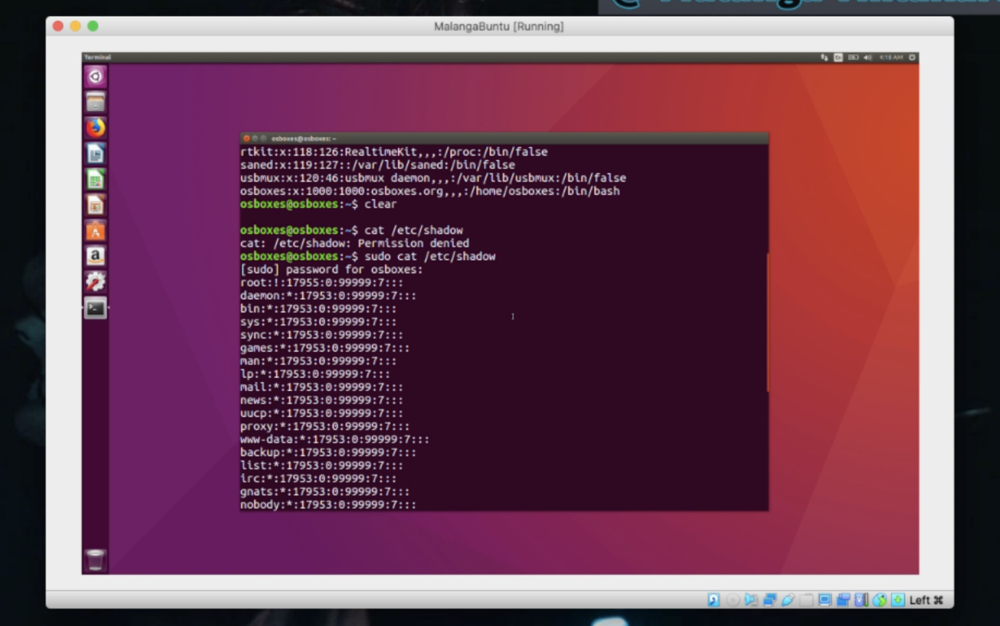 MalangaBuntu [Running]
Terminal
En
4:18 AM
osboxes@osboxes: ~
rtkit:x:118:126:RealtimeKit,,,:/proc:/bin/false
saned:x:119:127::/var/lib/saned:/bin/false
usbmux:x:120:46:usbmux daemon,,,:/var/lib/usbmux:/bin/false
osboxes:x:1000:1000:osboxes.org,,,:/home/osboxes:/bin/bash
osboxes@osboxes:~$ clear
osboxes@osboxes:~$ cat /etc/shadow
cat: /etc/shadow: Permission denied
osboxes@osboxes:~$ sudo cat /etc/shadow
[sudo] password for osboxes:
root:!:17955:0:99999:7:::
daemon:*:17953:0:99999:7:::
bin:*:17953:0:99999:7:::
sys:*:17953:0:99999:7:::
sync:*:17953:0:99999:7:::
games:*:17953:0:99999:7:::
man:*:17953:0:99999:7:::
lp:*:17953:0:99999:7:::
mail:*:17953:0:99999:7:::
news:*:17953:0:99999:7:::
uucp:*:17953:0:99999:7:::
proxy:*:17953:0:99999:7:::
www-data:*:17953:0:99999:7:::
backup:*:17953:0:99999:7:::
list:*:17953:0:99999:7:::
irc:*:17953:0:99999:7:::
gnats:*:17953:0:99999:7:::
nobody:*:17953:0:99999:7:::
Left ⌘